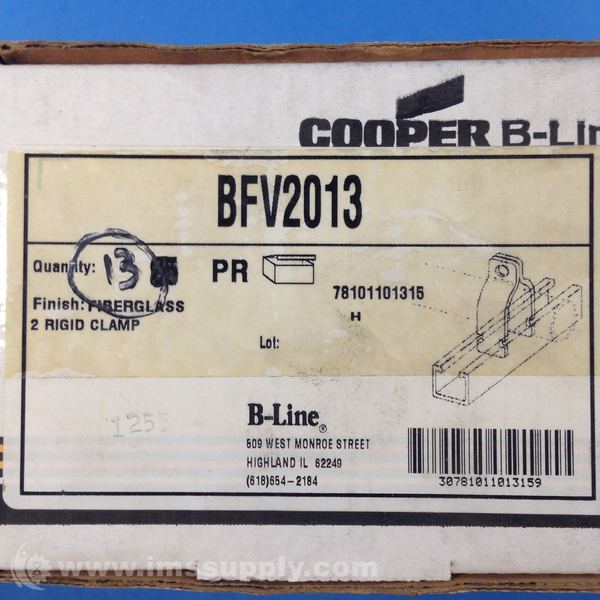 COOPER B-Lin
BFV2013
Quantity: 13 PR
78101101315
H
Finish: FIBERGLASS
2 RIGID CLAMP
Lot:
1255
B-Line®
509 WEST MONROE STREET
HIGHLAND IL 62249
(618)654-2184
30781011013159
www.imssupply.com